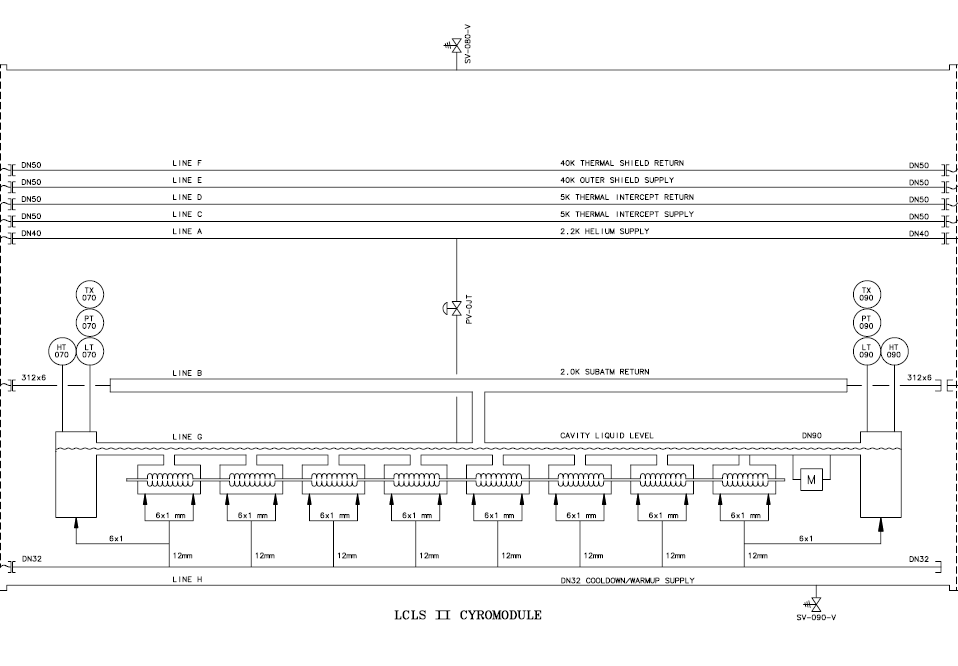 SV-080-V
DN50 LINE F 40K THERMAL SHIELD RETURN DN50
DN50 LINE E 40K OUTER SHIELD SUPPLY DN50
DN50 LINE D 5K THERMAL INTERCEPT RETURN DN50
DN50 LINE C 5K THERMAL INTERCEPT SUPPLY DN50
DN40 LINE A 2.2K HELIUM SUPPLY DN40
TX 070
PT 070
HT 070
LT 070
PV-0JT
TX 090
PT 090
LT 090
HT 090
312x6 LINE B 2.0K SUBATM RETURN 312x6
LINE G CAVITY LIQUID LEVEL DN90
M
6x1 mm 6x1 mm 6x1 mm 6x1 mm 6x1 mm 6x1 mm 6x1 mm 6x1 mm
6x1 6x1
12mm 12mm 12mm 12mm 12mm 12mm 12mm 12mm
DN32 DN32
LINE H DN32 COOLDOWN/WARMUP SUPPLY
SV-090-V
LCLS II CYROMODULE